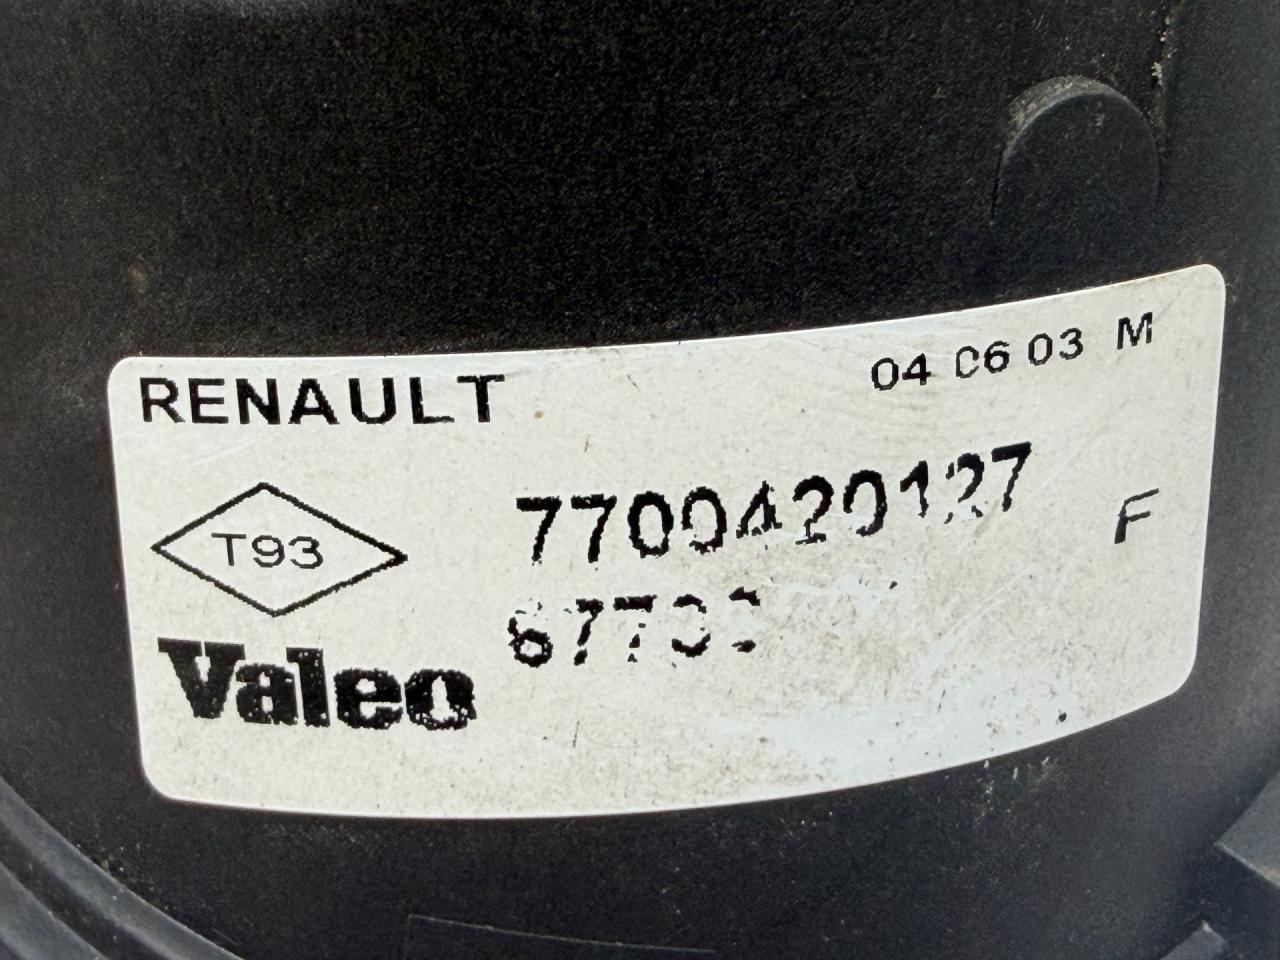 RENAULT
04 06 03 M
7700420127
F
T93
Valeo